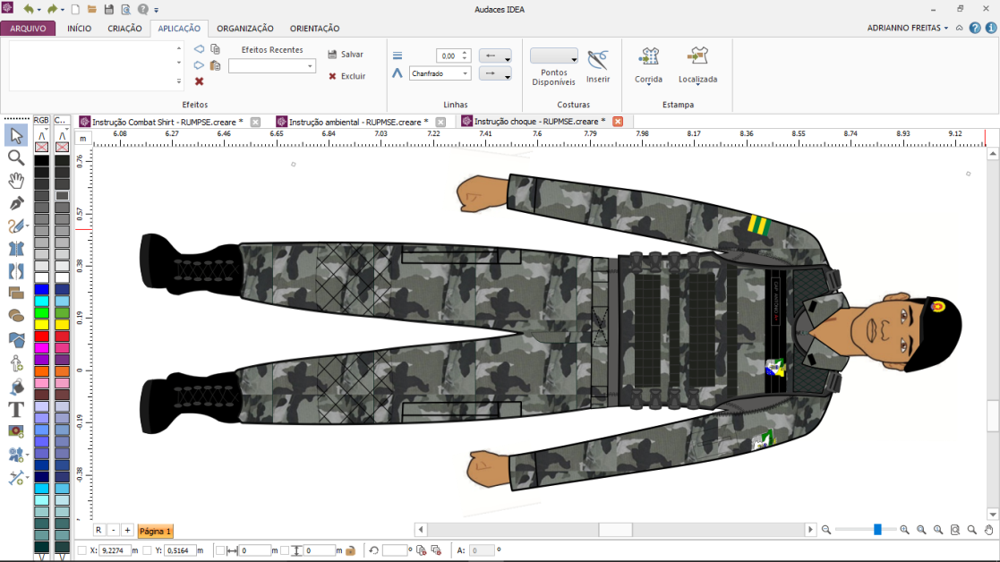 Audaces IDEA
ARQUIVO INÍCIO CRIAÇÃO APLICAÇÃO ORGANIZAÇÃO ORIENTAÇÃO ADRIANNO FREITAS
Efeitos Recentes
Salvar
Excluir
Efeitos
0,00
Chanfrado
Linhas
Pontos
Disponíveis
Inserir
Costuras
Corrida
Localizada
Estampa
RGB C...
Instrução Combat Shirt - RUMPSE.creare *
Instrução ambiental - RUPMSE.creare *
Instrução choque - RUPMSE.creare
m
6.08 6.27 6.46 6.65 6.84 7.03 7.22 7.41 7.6 7.79 7.98 8.17 8.36 8.55 8.74 8.93 9.12
0.76
0.57
0.38
0.19
0
-0.19
-0.38
R - + Página 1
X: 9,2274 m Y: 0,5164 m 0 m 0 m ° A: 0 °